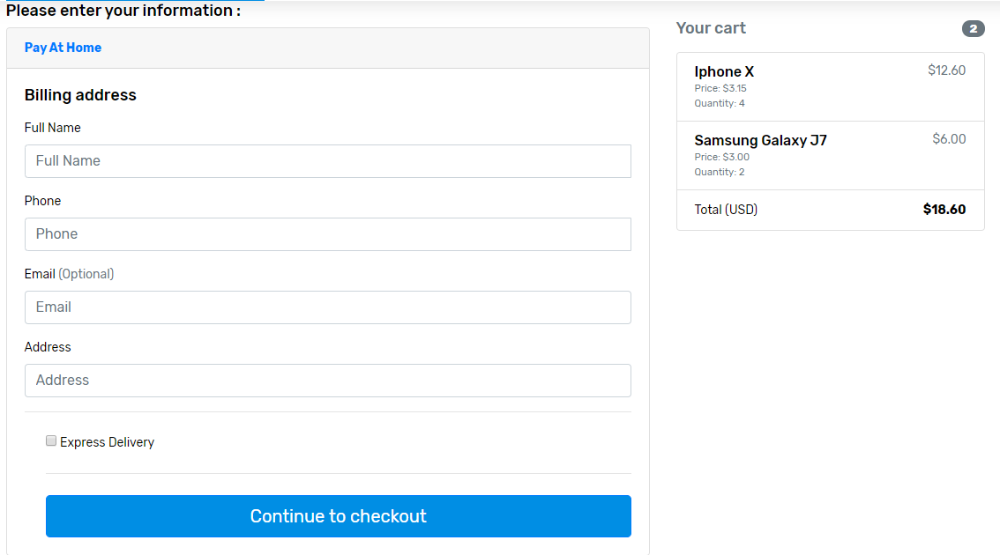 Please enter your information :
Pay At Home
Billing address
Full Name
Full Name
Phone
Phone
Email (Optional)
Email
Address
Address
Express Delivery
Continue to checkout
Your cart 2
Iphone X $12.60
Price: $3.15
Quantity: 4
Samsung Galaxy J7 $6.00
Price: $3.00
Quantity: 2
Total (USD) $18.60